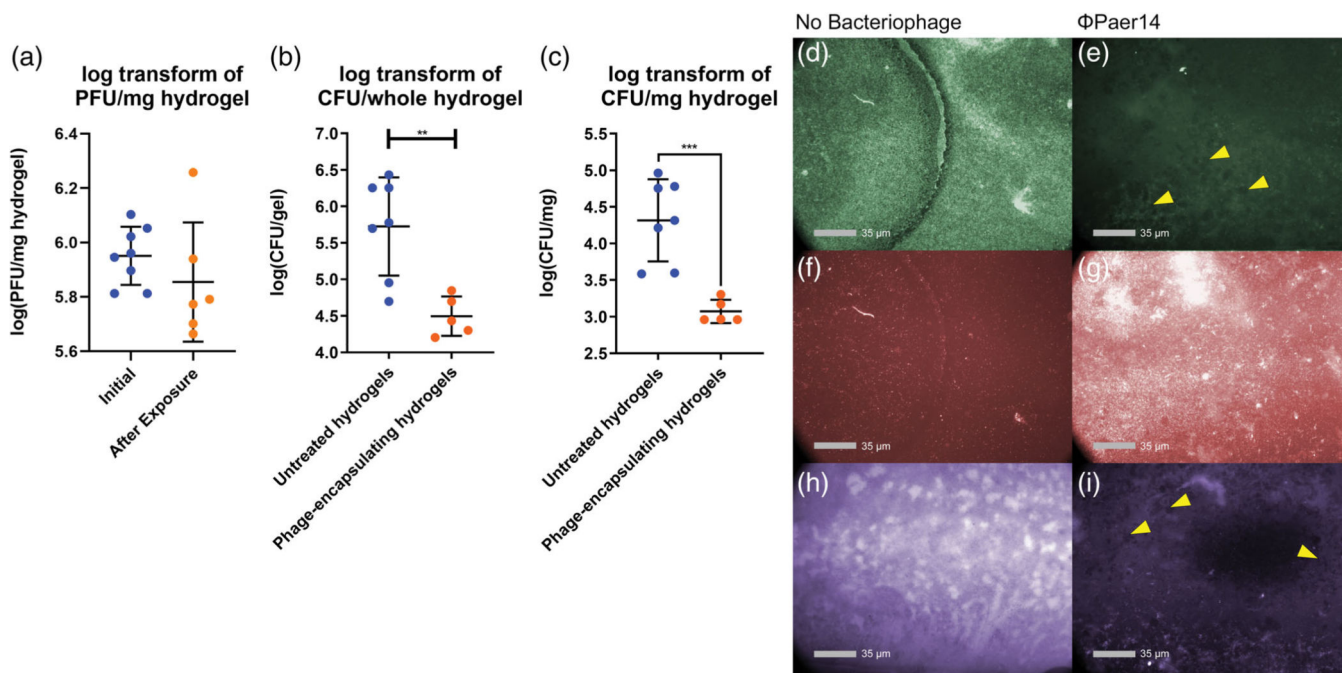 No Bacteriophage
ΦPaer14
(a)
log transform of
PFU/mg hydrogel
log(PFU/mg hydrogel)
6.4
6.2
6.0
5.8
5.6
Initial
After Exposure
(b)
log transform of
CFU/whole hydrogel
log(CFU/gel)
7.0
6.5
6.0
5.5
5.0
4.5
4.0
**
Untreated hydrogels
Phage-encapsulating hydrogels
(c)
log transform of
CFU/mg hydrogel
log(CFU/mg)
5.5
5.0
4.5
4.0
3.5
3.0
2.5
***
Untreated hydrogels
Phage-encapsulating hydrogels
(d)
35 µm
(e)
35 µm
(f)
35 µm
(g)
35 µm
(h)
35 µm
(i)
35 µm